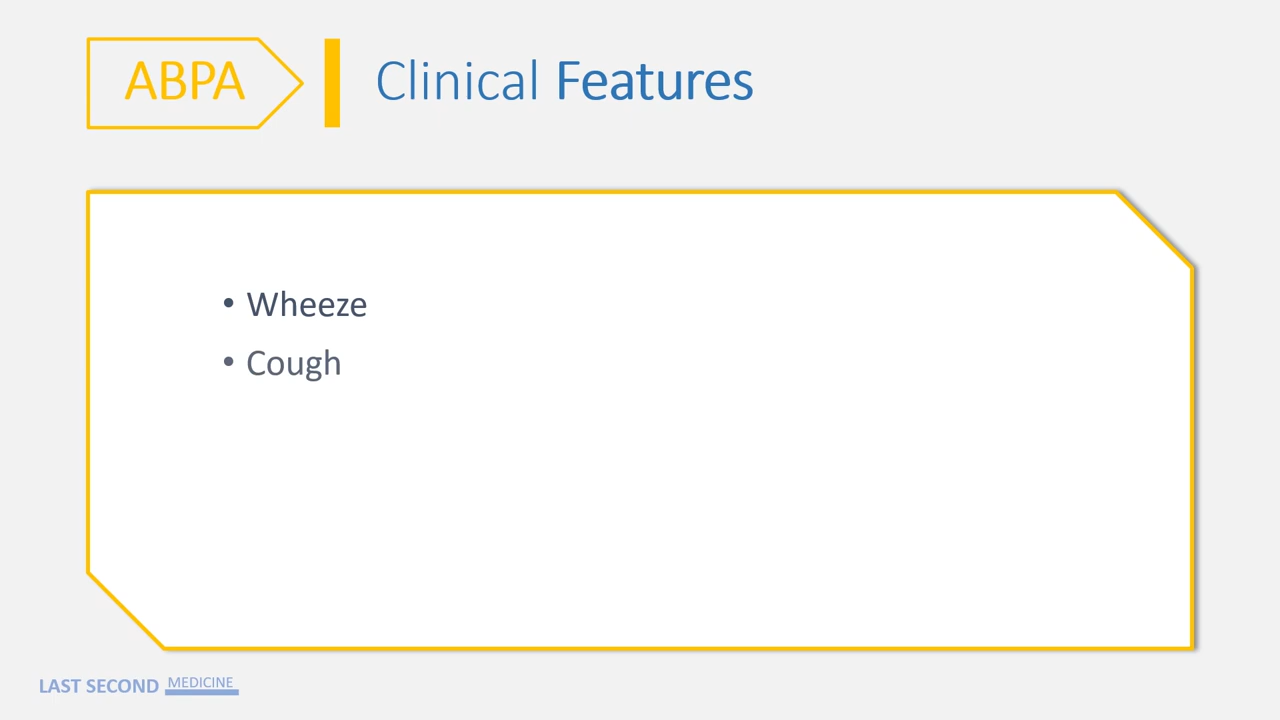 ABPA
Clinical Features
• Wheeze
• Cough
LAST SECOND MEDICINE